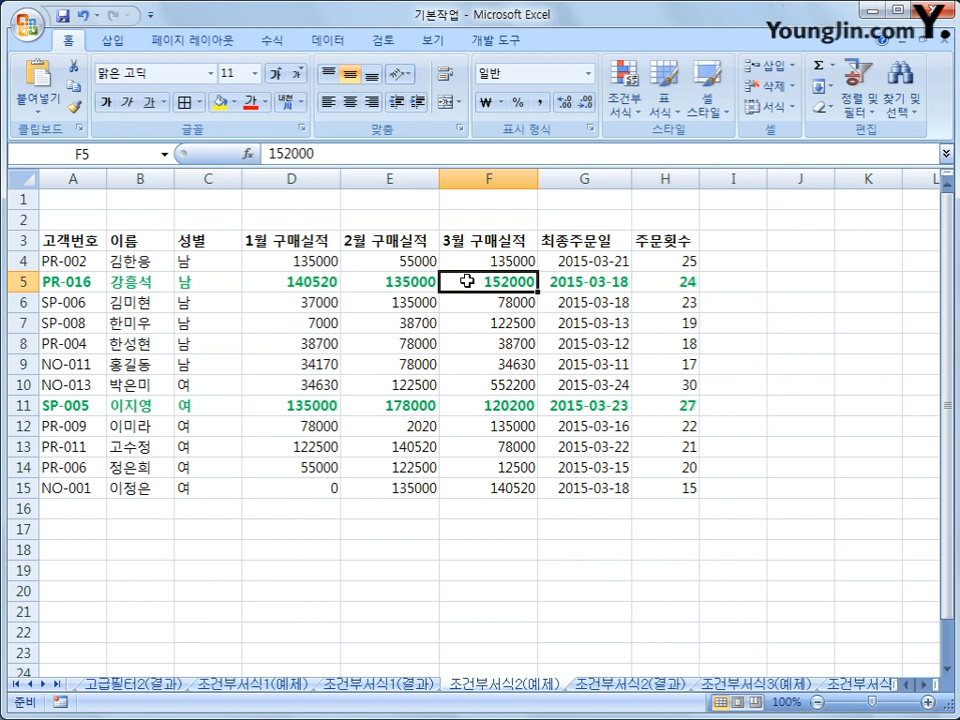 기본작업 - Microsoft Excel
YoungJin.com Y.
홈 삽입 페이지 레이아웃 수식 데이터 검토 보기 개발 도구
붙여넣기 맑은 고딕 11 일반 조건부 서식 표 서식 셀 스타일 삽입 삭제 서식 정렬 및 필터 찾기 및 선택
클립보드 글꼴 맞춤 표시 형식 스타일 셀 편집
F5 fx 152000
A B C D E F G H I J K L
1
2
3 고객번호 이름 성별 1월 구매실적 2월 구매실적 3월 구매실적 최종주문일 주문횟수
4 PR-002 김한응 남 135000 55000 135000 2015-03-21 25
5 PR-016 강흥석 남 140520 135000 152000 2015-03-18 24
6 SP-006 김미현 남 37000 135000 78000 2015-03-18 23
7 SP-008 한미우 남 7000 38700 122500 2015-03-13 19
8 PR-004 한성현 남 38700 78000 38700 2015-03-12 18
9 NO-011 홍길동 남 34170 78000 34630 2015-03-11 17
10 NO-013 박은미 여 34630 122500 552200 2015-03-24 30
11 SP-005 이지영 여 135000 178000 120200 2015-03-23 27
12 PR-009 이미라 여 78000 2020 135000 2015-03-16 22
13 PR-011 고수정 여 122500 140520 78000 2015-03-22 21
14 PR-006 정은희 여 55000 122500 12500 2015-03-15 20
15 NO-001 이정은 여 0 135000 140520 2015-03-18 15
16
17
18
19
20
21
22
23
24
고급필터2(결과) 조건부서식1(예제) 조건부서식1(결과) 조건부서식2(예제) 조건부서식2(결과) 조건부서식3(예제) 조건부서식
준비 100%